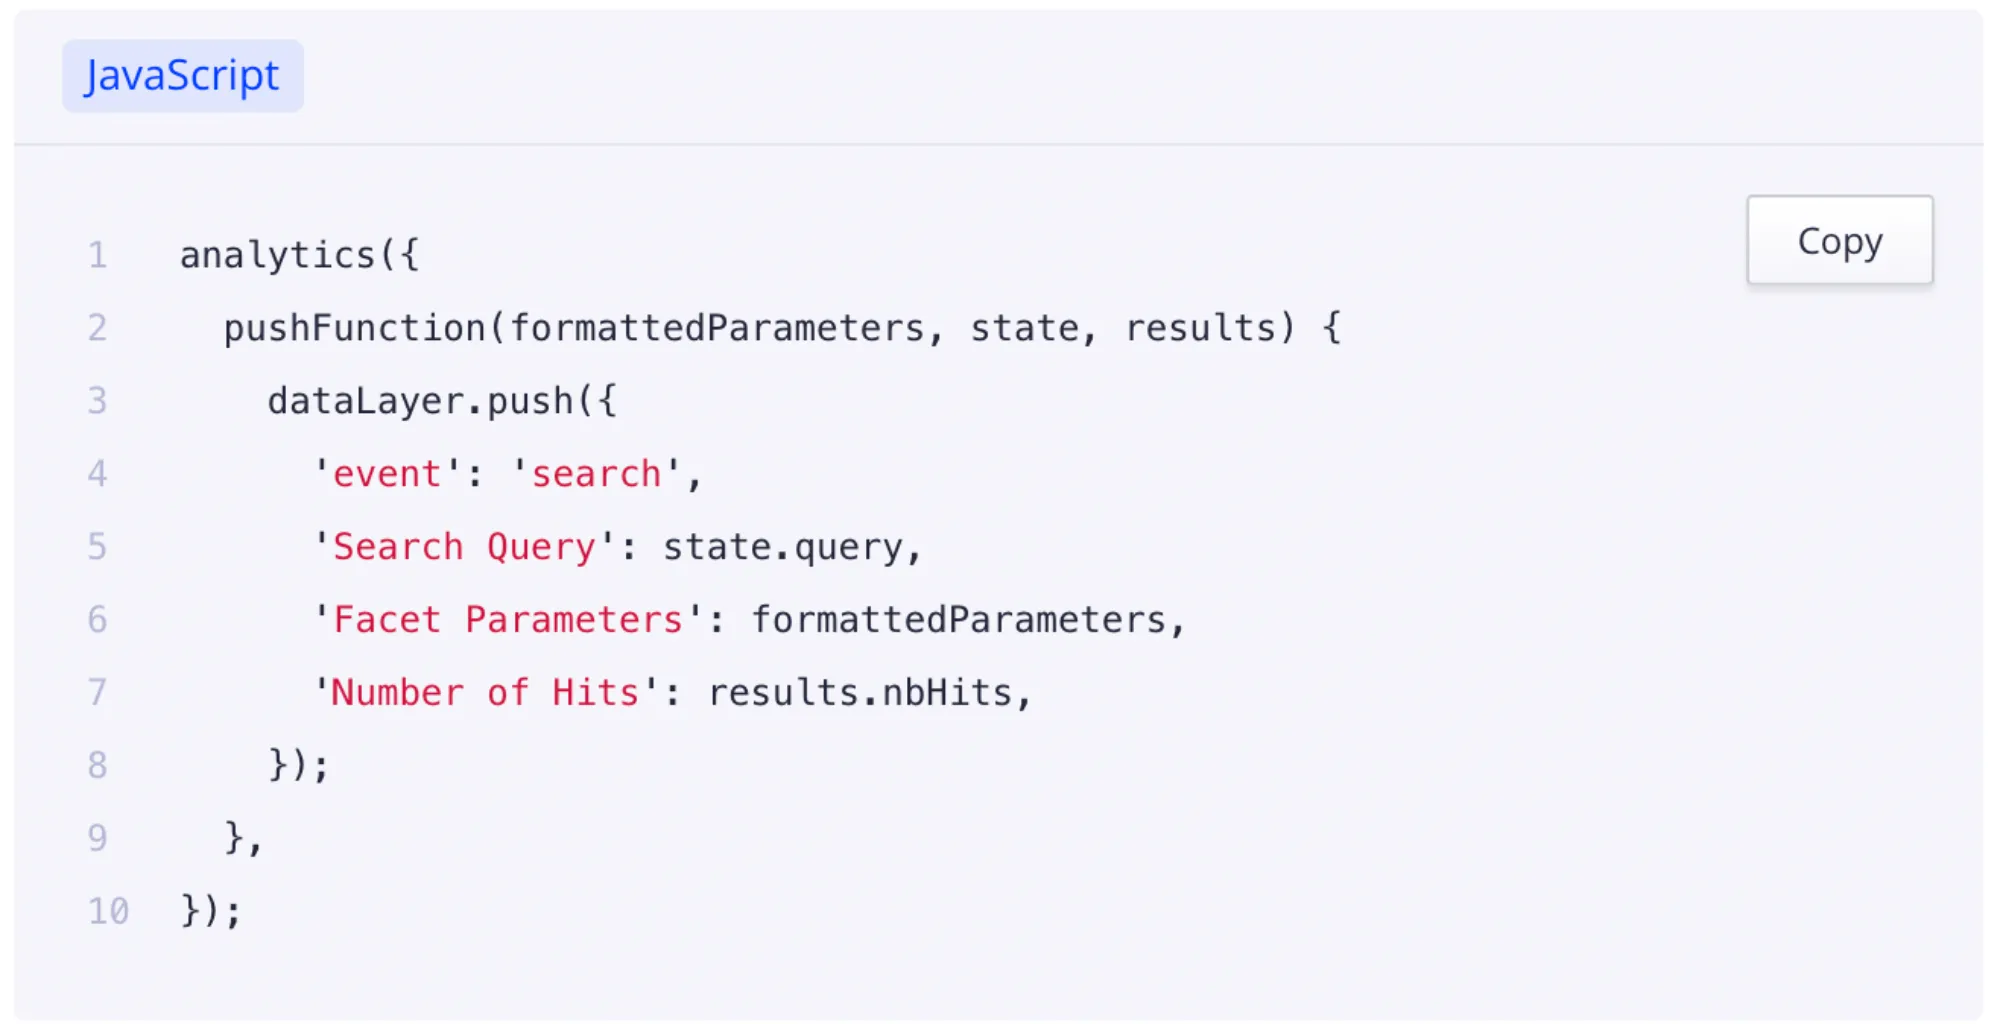 JavaScript
Copy
1 analytics({
2   pushFunction(formattedParameters, state, results) {
3     dataLayer.push({
4       'event': 'search',
5       'Search Query': state.query,
6       'Facet Parameters': formattedParameters,
7       'Number of Hits': results.nbHits,
8     });
9   },
10 });